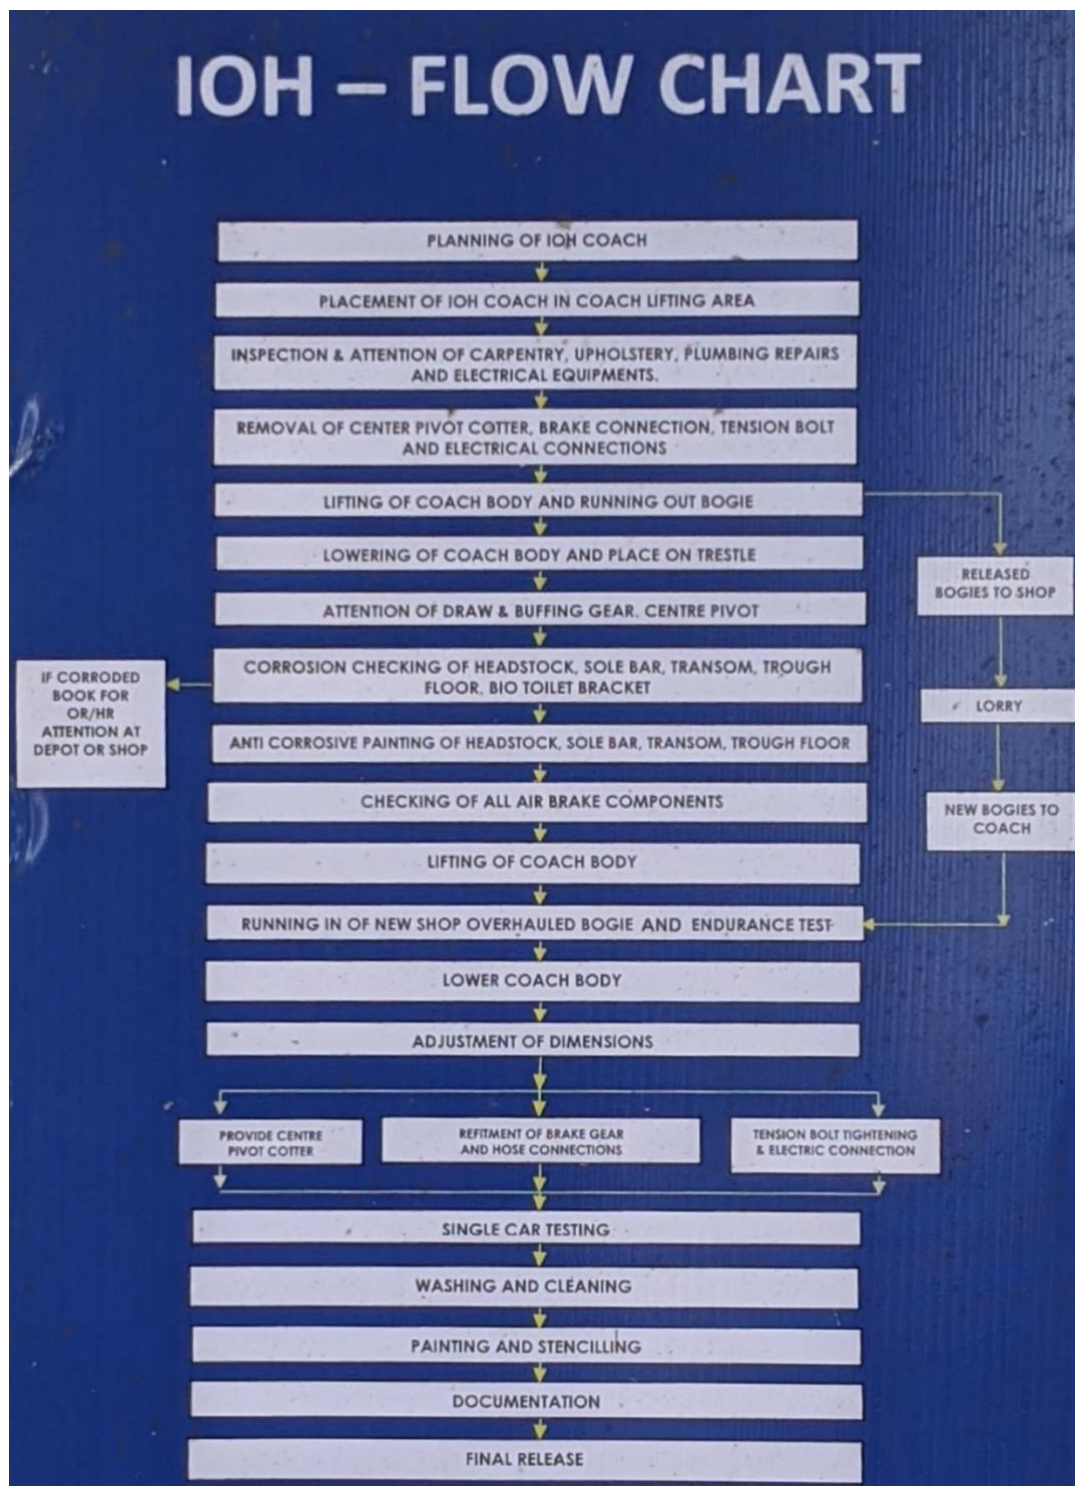 IOH – FLOW CHART
PLANNING OF IOH COACH
PLACEMENT OF IOH COACH IN COACH LIFTING AREA
INSPECTION & ATTENTION OF CARPENTRY, UPHOLSTERY, PLUMBING REPAIRS
AND ELECTRICAL EQUIPMENTS.
REMOVAL OF CENTER PIVOT COTTER, BRAKE CONNECTION, TENSION BOLT
AND ELECTRICAL CONNECTIONS
LIFTING OF COACH BODY AND RUNNING OUT BOGIE
LOWERING OF COACH BODY AND PLACE ON TRESTLE
RELEASED
BOGIES TO SHOP
ATTENTION OF DRAW & BUFFING GEAR. CENTRE PIVOT
CORROSION CHECKING OF HEADSTOCK, SOLE BAR, TRANSOM, TROUGH
FLOOR, BIO TOILET BRACKET
IF CORRODED
BOOK FOR
OR/HR
ATTENTION AT
DEPOT OR SHOP
LORRY
ANTI CORROSIVE PAINTING OF HEADSTOCK, SOLE BAR, TRANSOM, TROUGH FLOOR
CHECKING OF ALL AIR BRAKE COMPONENTS
NEW BOGIES TO
COACH
LIFTING OF COACH BODY
RUNNING IN OF NEW SHOP OVERHAULED BOGIE AND ENDURANCE TEST
LOWER COACH BODY
ADJUSTMENT OF DIMENSIONS
PROVIDE CENTRE
PIVOT COTTER
REFITMENT OF BRAKE GEAR
AND HOSE CONNECTIONS
TENSION BOLT TIGHTENING
& ELECTRIC CONNECTION
SINGLE CAR TESTING
WASHING AND CLEANING
PAINTING AND STENCILLING
DOCUMENTATION
FINAL RELEASE